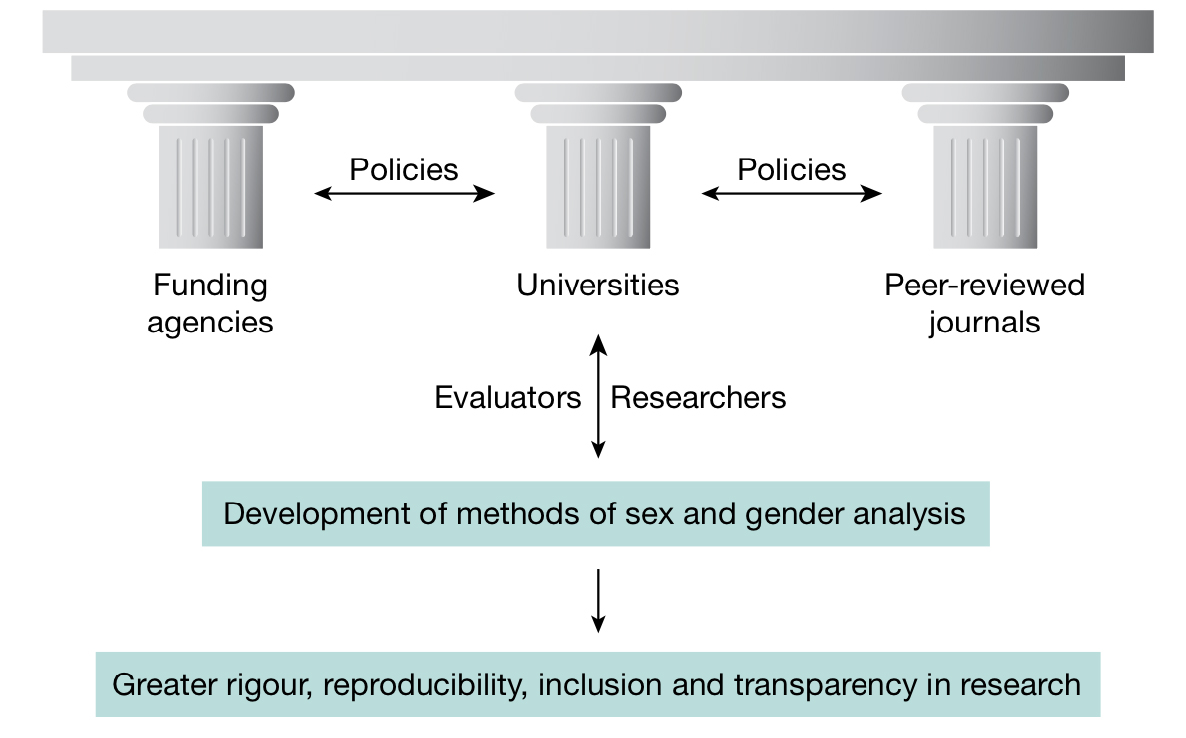 Policies
Policies
Funding
agencies
Universities
Peer-reviewed
journals
Evaluators
Researchers
Development of methods of sex and gender analysis
Greater rigour, reproducibility, inclusion and transparency in research